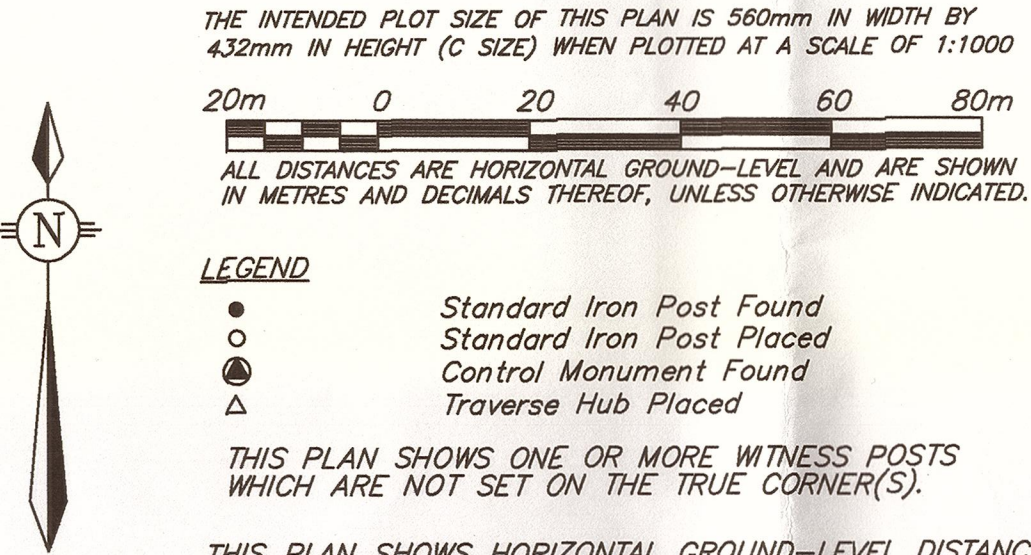 THE INTENDED PLOT SIZE OF THIS PLAN IS 560mm IN WIDTH BY
432mm IN HEIGHT (C SIZE) WHEN PLOTTED AT A SCALE OF 1:1000
20m 0 20 40 60 80m
ALL DISTANCES ARE HORIZONTAL GROUND-LEVEL AND ARE SHOWN
IN METRES AND DECIMALS THEREOF, UNLESS OTHERWISE INDICATED.
N
LEGEND
Standard Iron Post Found
Standard Iron Post Placed
Control Monument Found
Traverse Hub Placed
THIS PLAN SHOWS ONE OR MORE WITNESS POSTS
WHICH ARE NOT SET ON THE TRUE CORNER(S).
THIS PLAN SHOWS HORIZONTAL GROUND-LEVEL DISTANC